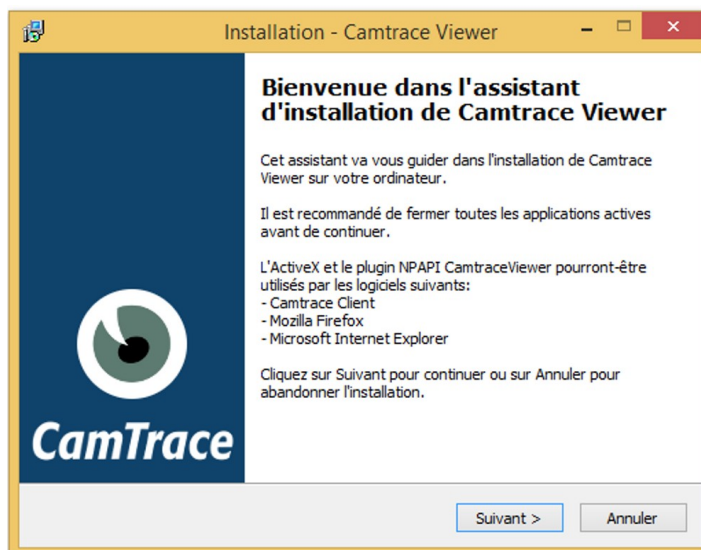 Installation - Camtrace Viewer
Bienvenue dans l'assistant
d'installation de Camtrace Viewer
Cet assistant va vous guider dans l'installation de Camtrace
Viewer sur votre ordinateur.
Il est recommandé de fermer toutes les applications actives
avant de continuer.
L'ActiveX et le plugin NPAPI CamtraceViewer pourront-être
utilisés par les logiciels suivants:
- Camtrace Client
- Mozilla Firefox
- Microsoft Internet Explorer
Cliquez sur Suivant pour continuer ou sur Annuler pour
abandonner l'installation.
CamTrace
Suivant > Annuler